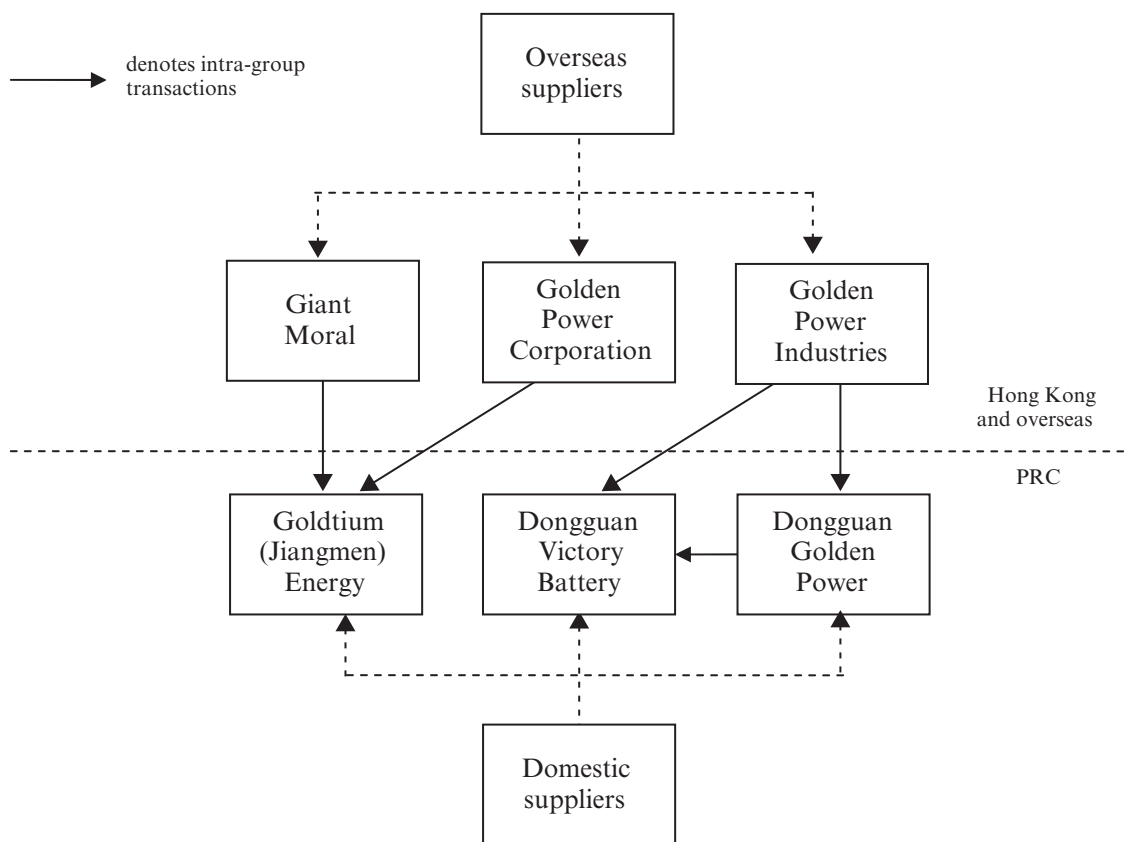 denotes intra-group
transactions
Overseas
suppliers
Giant
Moral
Golden
Power
Corporation
Golden
Power
Industries
Hong Kong
and overseas
PRC
Goldtium
(Jiangmen)
Energy
Dongguan
Victory
Battery
Dongguan
Golden
Power
Domestic
suppliers